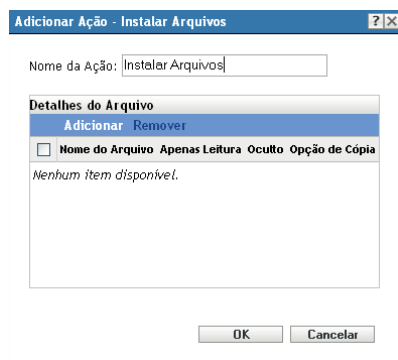 Adicionar Ação - Instalar Arquivos ? X
Nome da Ação: Instalar Arquivos
Detalhes do Arquivo
Adicionar Remover
Nome do Arquivo Apenas Leitura Oculto Opção de Cópia
Nenhum item disponível.
OK Cancelar